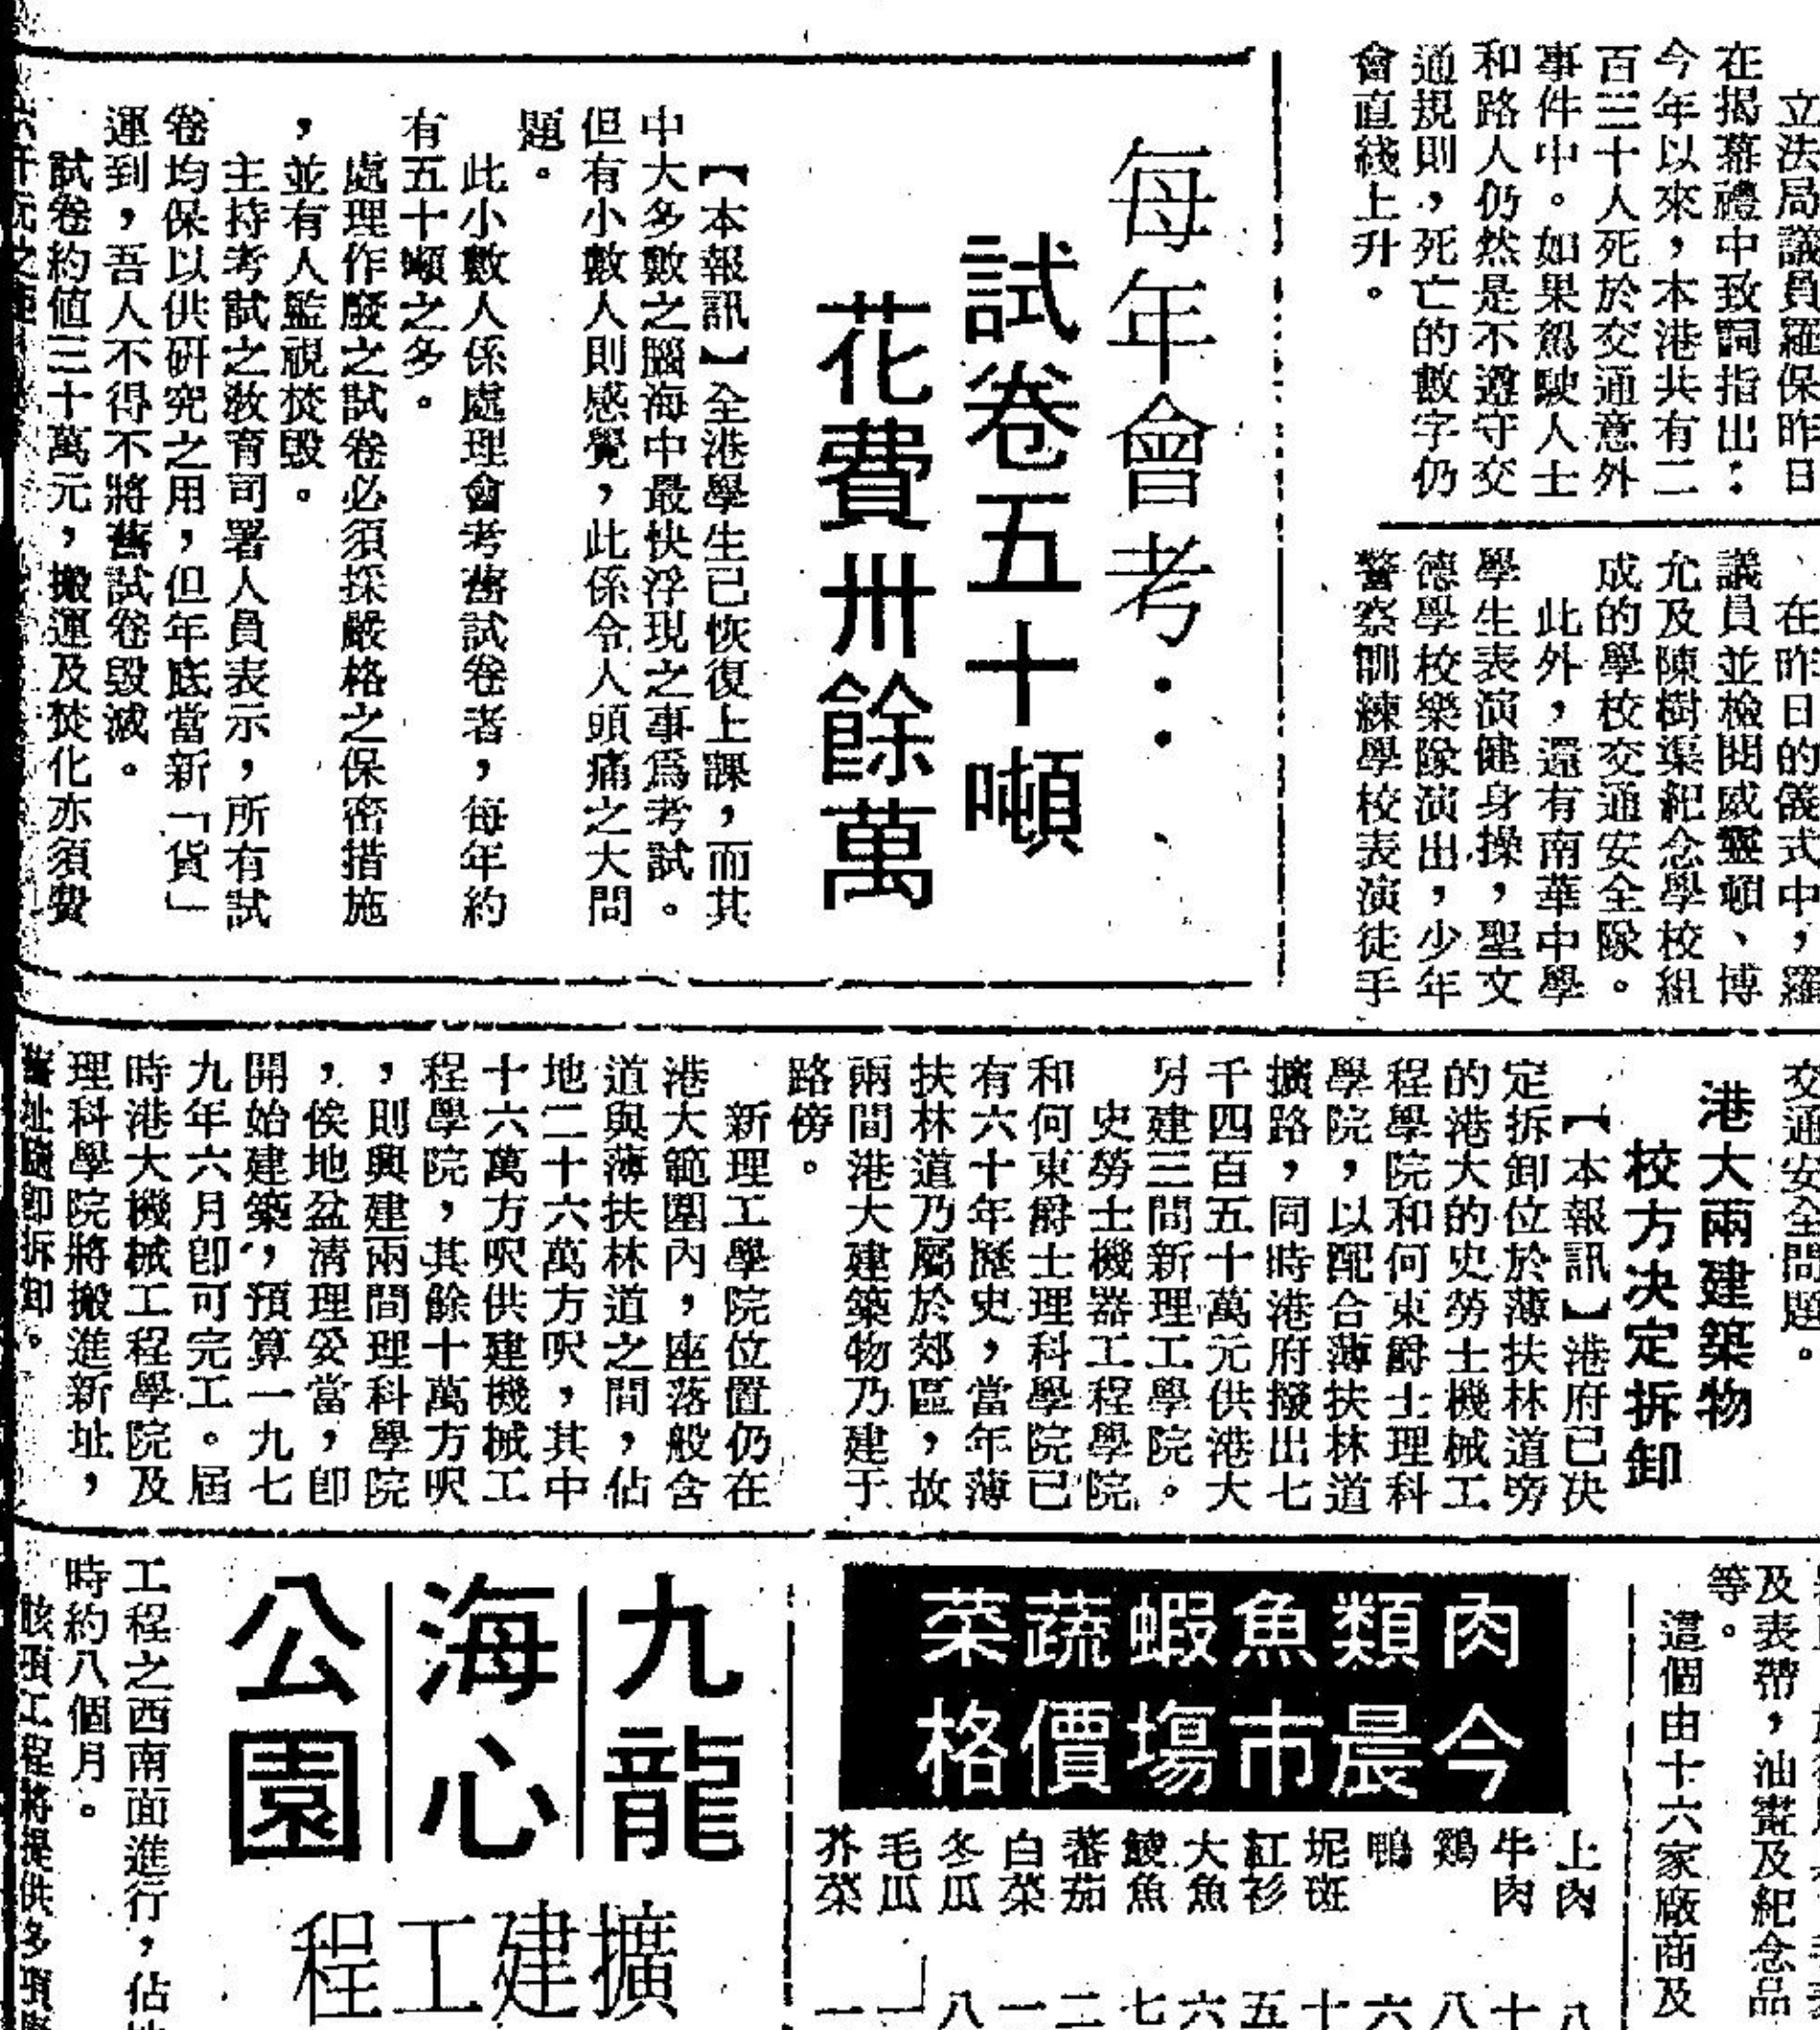 立法局議員羅保昨日
在揭幕禮中致詞指出：
今年以來，本港共有二
百三十人死於交通意外
事件中。如果駕駛人士
和路人仍然是不遵守交
通規則，死亡的數字仍
會直綫上升。
在昨日的儀式中，羅
議員並檢閱威靈頓、博
允及陳樹渠紀念學校組
成的學校交通安全隊。
此外，還有南華中學
學生表演健身操，聖文
德學校樂隊演出，少年
警察訓練學校表演徒手
每年會考：
試卷五十噸
花費卅餘萬
【本報訊】全港學生已恢復上課，而其
中大多數之腦海中最快浮現之事爲考試。
但有小數人則感覺，此係令人頭痛之大問
題。
此小數人係處理會考舊試卷者，每年約
有五十噸之多。
處理作廢之試卷必須採嚴格之保密措施
，並有人監視焚毀。
主持考試之教育司署人員表示，所有試
卷均保以供研究之用，但年底當新「貨」
運到，吾人不得不將舊試卷毀滅。
試卷約值三十萬元，搬運及焚化亦須費
交通安全問題。
港大兩建築物
校方决定拆卸
【本報訊】港府已决
定拆卸位於薄扶林道旁
的港大的史勞士機械工
程學院和何東爵士理科
學院，以配合薄扶林道
擴路，同時港府撥出七
千四百五十萬元供港大
另建三間新理工學院。
史勞士機器工程學院
和何東爵士理科學院已
有六十年歷史，當年薄
扶林道乃屬於郊區，故
兩間港大建築物乃建于
路傍。
新理工學院位置仍在
港大範圍內，座落般含
道與薄扶林道之間，佔
地二十六萬方呎，其中
十六萬方呎供建機械工
程學院，其餘十萬方呎
，則興建兩間理科學院
，俟地盆清理妥當，卽
開始建築，預算一九七
九年六月卽可完工。屆
時港大機械工程學院及
理科學院將搬進新址，
舊址隨卽拆卸。
及表帶，油畫及紀念品
等。
這個由十六家廠商及
肉類魚蝦蔬菜
今晨市塲價格
上肉 八
牛肉 十
鷄 八
鴨 六
坭斑 十
紅衫 五
大魚 六
鯪魚 七
蕃茄 二
白菜 一
冬瓜 八
毛瓜 一
芥菜 一
九龍
海心
公園
擴建工程
工程之西南面進行，佔地
時約八個月。
該項工程將提供多項